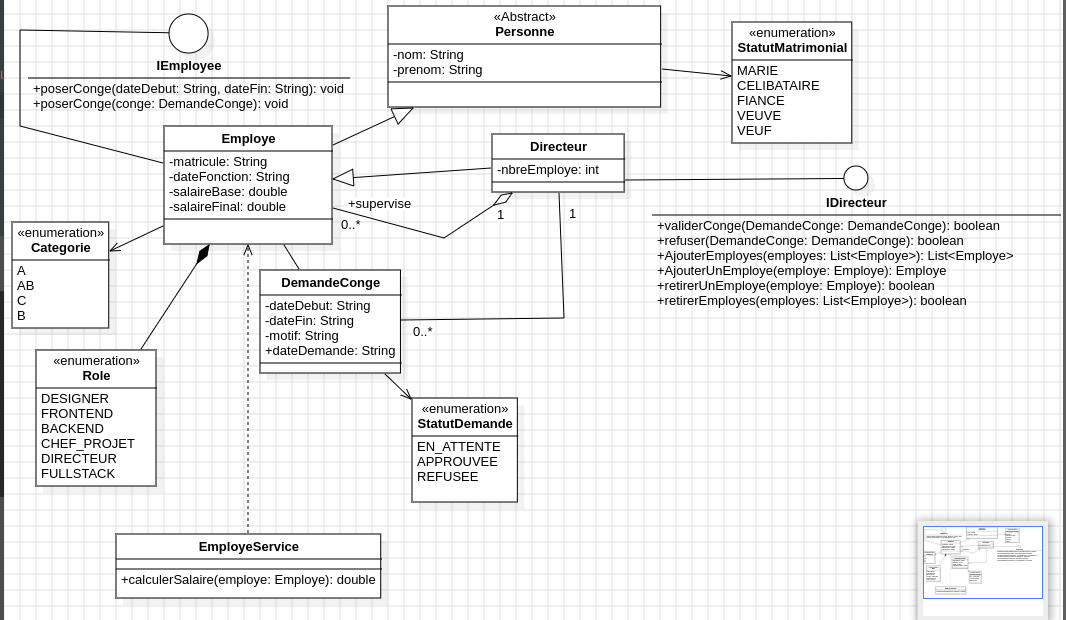 «Abstract»
Personne
-nom: String
-prenom: String
«enumeration»
StatutMatrimonial
MARIE
CELIBATAIRE
FIANCE
VEUVE
VEUF
IEmployee
+poserConge(dateDebut: String, dateFin: String): void
+poserConge(conge: DemandeConge): void
Employe
-matricule: String
-dateFonction: String
-salaireBase: double
-salaireFinal: double
Directeur
-nbreEmploye: int
+supervise
0..*
1
1
IDirecteur
+validerConge(DemandeConge: DemandeConge): boolean
+refuser(DemandeConge: DemandeConge): boolean
+AjouterEmployes(employes: List<Employe>): List<Employe>
+AjouterUnEmploye(employe: Employe): Employe
+retirerUnEmploye(employe: Employe): boolean
+retirerEmployes(employes: List<Employe>): boolean
«enumeration»
Categorie
A
AB
C
B
DemandeConge
-dateDebut: String
-dateFin: String
-motif: String
+dateDemande: String
0..*
«enumeration»
Role
DESIGNER
FRONTEND
BACKEND
CHEF_PROJET
DIRECTEUR
FULLSTACK
«enumeration»
StatutDemande
EN_ATTENTE
APPROUVEE
REFUSEE
EmployeService
+calculerSalaire(employe: Employe): double